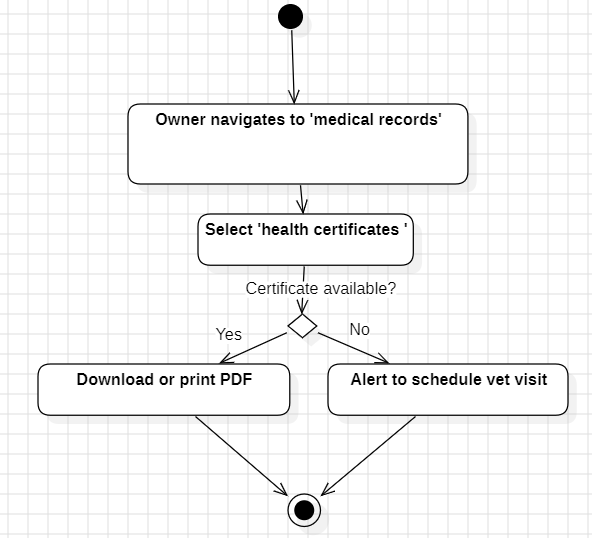 Owner navigates to 'medical records'
Select 'health certificates '
Certificate available?
Yes
No
Download or print PDF
Alert to schedule vet visit